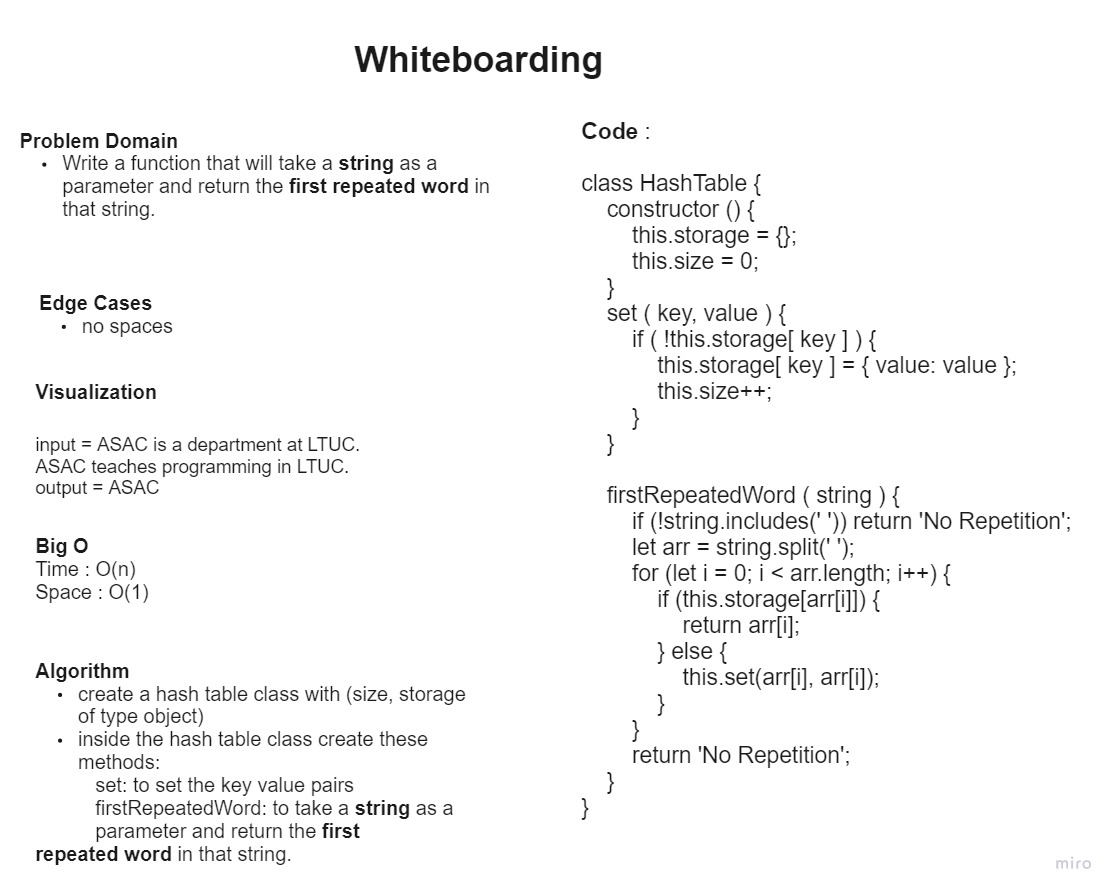 Whiteboarding
Problem Domain
• Write a function that will take a string as a
parameter and return the first repeated word in
that string.
Edge Cases
• no spaces
Visualization
input = ASAC is a department at LTUC.
ASAC teaches programming in LTUC.
output = ASAC
Big O
Time : O(n)
Space : O(1)
Algorithm
• create a hash table class with (size, storage
of type object)
• inside the hash table class create these
methods:
set: to set the key value pairs
firstRepeatedWord: to take a string as a
parameter and return the first
repeated word in that string.
Code :
class HashTable {
constructor () {
this.storage = {};
this.size = 0;
}
set ( key, value ) {
if ( !this.storage[ key ] ) {
this.storage[ key ] = { value: value };
this.size++;
}
}
firstRepeatedWord ( string ) {
if (!string.includes(' ')) return 'No Repetition';
let arr = string.split(' ');
for (let i = 0; i < arr.length; i++) {
if (this.storage[arr[i]]) {
return arr[i];
} else {
this.set(arr[i], arr[i]);
}
}
return 'No Repetition';
}
}
miro